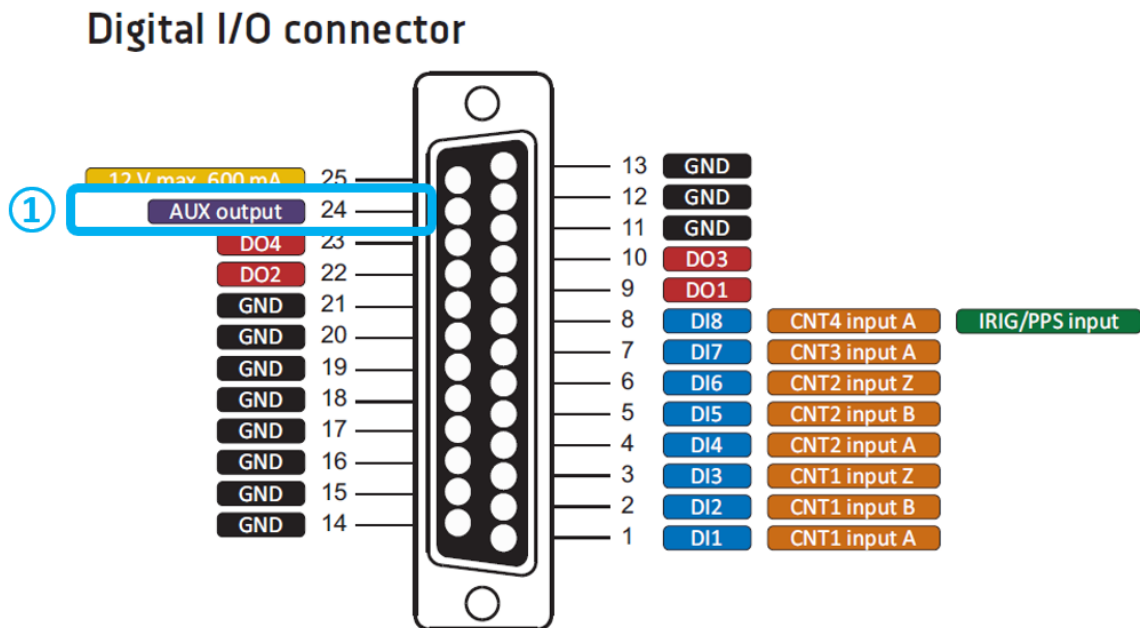 Digital I/O connector
12 V max. 600 mA 25
① AUX output 24
DO4 23
DO2 22
GND 21
GND 20
GND 19
GND 18
GND 17
GND 16
GND 15
GND 14
13 GND
12 GND
11 GND
10 DO3
9 DO1
8 DI8 CNT4 input A IRIG/PPS input
7 DI7 CNT3 input A
6 DI6 CNT2 input Z
5 DI5 CNT2 input B
4 DI4 CNT2 input A
3 DI3 CNT1 input Z
2 DI2 CNT1 input B
1 DI1 CNT1 input A